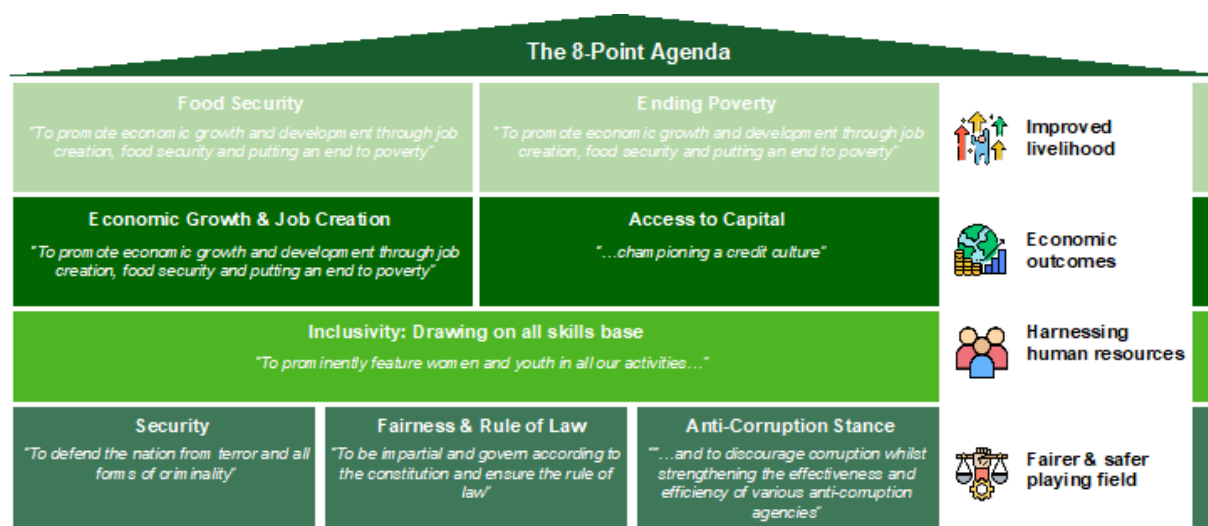 The 8-Point Agenda
Food Security
"To promote economic growth and development through job
creation, food security and putting an end to poverty"
Ending Poverty
"To promote economic growth and development through job
creation, food security and putting an end to poverty"
Improved
livelihood
Economic Growth & Job Creation
"To promote economic growth and development through job
creation, food security and putting an end to poverty"
Access to Capital
"…championing a credit culture"
Economic
outcomes
Inclusivity: Drawing on all skills base
"To prominently feature women and youth in all our activities…"
Harnessing
human resources
Security
"To defend the nation from terror and all
forms of criminality"
Fairness & Rule of Law
"To be impartial and govern according to
the constitution and ensure the rule of
law"
Anti-Corruption Stance
""…and to discourage corruption whilst
strengthening the effectiveness and
efficiency of various anti-corruption
agencies"
Fairer & safer
playing field